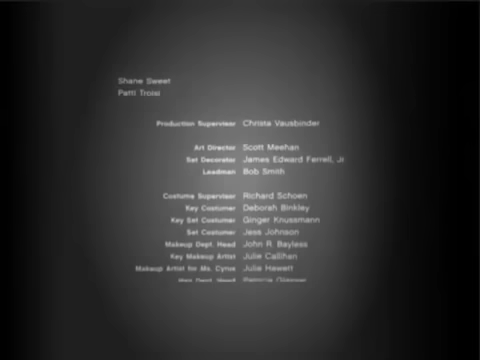 Shane Sweet
Patti Troisi
Production Supervisor Christa Vausbinder
Art Director Scott Meehan
Set Decorator James Edward Ferrell, Jr
Leadman Bob Smith
Costume Supervisor Richard Schoen
Key Costumer Deborah Binkley
Key Set Costumer Ginger Knussmann
Set Costumer Jess Johnson
Makeup Dept. Head John R. Bayless
Key Makeup Artist Julie Callihan
Makeup Artist for Ms. Cyrus Julie Hewett
Dept. Head